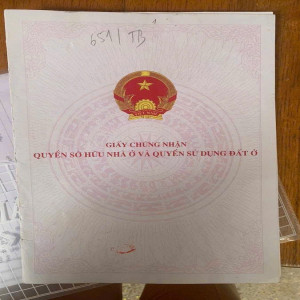 651 / TB
GIẤY CHỨNG NHẬN
QUYỀN SỞ HỮU NHÀ Ở VÀ QUYỀN SỬ DỤNG ĐẤT Ở